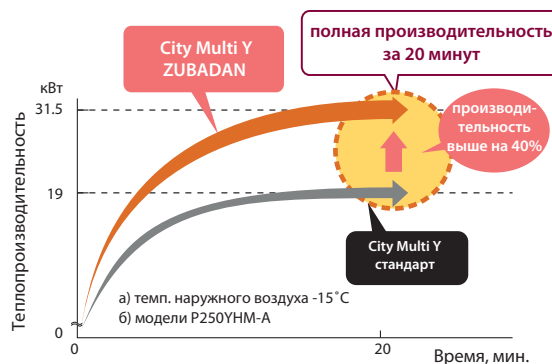 City Multi Y
ZUBADAN
полная производительность
за 20 минут
кВт
31.5
производи-
тельность
выше на 40%
19
City Multi Y
стандарт
Теплопроизводительность
а) темп. наружного воздуха -15˚С
б) модели P250YHM-A
0
0
20
Время, мин.